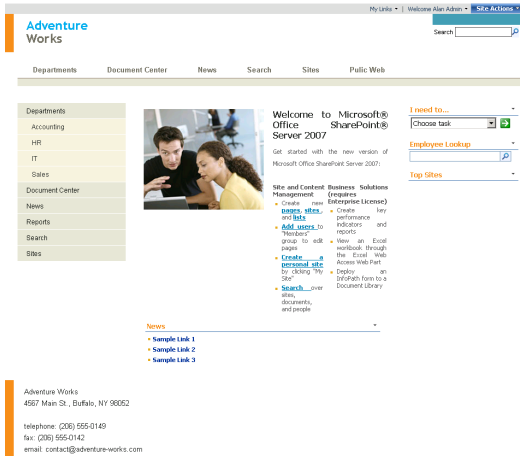 My Links | Welcome Alan Admin Site Actions
Adventure
Works
Search
Departments Document Center News Search Sites Pulic Web
Departments
Accounting
HR
IT
Sales
Document Center
News
Reports
Search
Sites
Welcome to Microsoft®
Office SharePoint®
Server 2007
Get started with the new version of
Microsoft Office SharePoint Server 2007:
Site and Content
Management
Create new
pages, sites,
and lists
Add users to
"Members"
group to edit
pages
Create a
personal site
by clicking "My
Site"
Search over
sites,
documents,
and people
Business Solutions
(requires
Enterprise License)
Create key
performance
indicators and
reports
View an Excel
workbook through
the Excel Web
Access Web Part
Deploy an
InfoPath form to a
Document Library
I need to...
Choose task
Employee Lookup
Top Sites
News
Sample Link 1
Sample Link 2
Sample Link 3
Adventure Works
4567 Main St., Buffalo, NY 98052
telephone: (206) 555-0149
fax: (206) 555-0142
email: contact@adventure-works.com